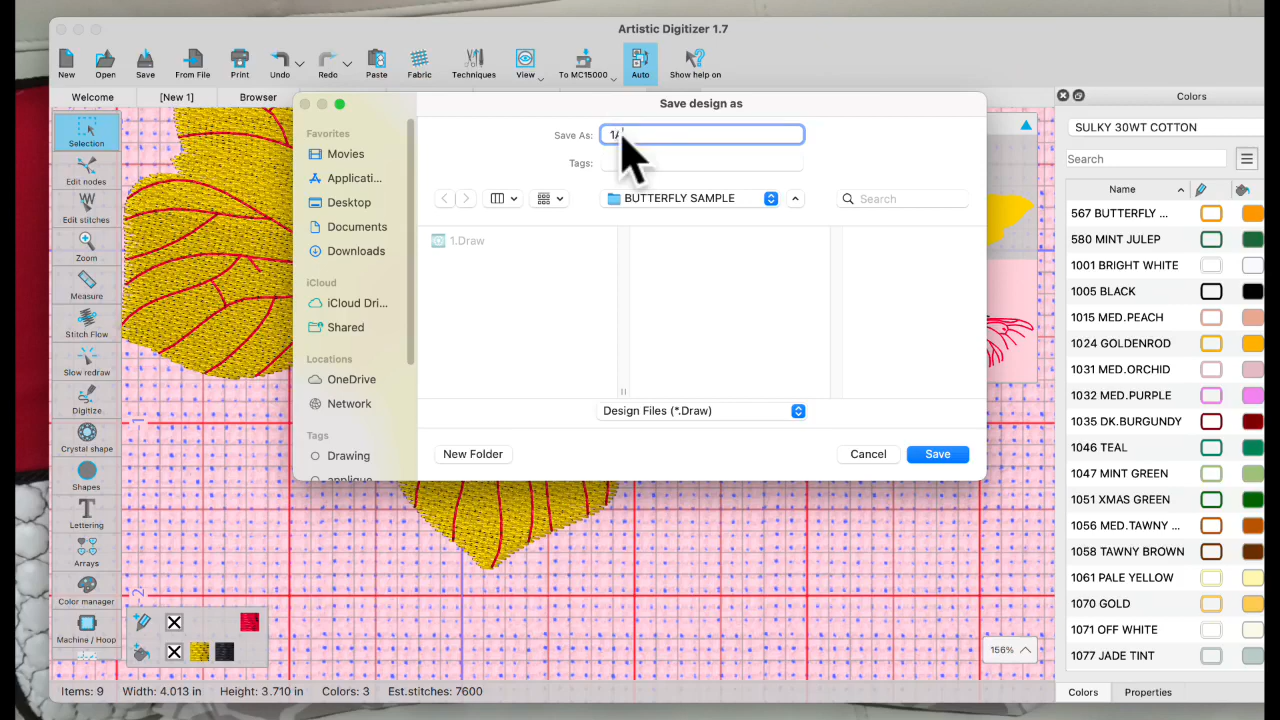 Artistic Digitizer 1.7
New Open Save From File Print Undo Redo Paste Fabric Techniques View To MC15000 Auto Show help on
Welcome [New 1] Browser
Save design as
Colors
Selection
Edit nodes
Edit stitches
Zoom
Measure
Stitch Flow
Slow redraw
Digitize
Crystal shape
Shapes
Lettering
Arrays
Color manager
Machine / Hoop
Favorites
Movies
Applicati...
Desktop
Documents
Downloads
iCloud
iCloud Dri...
Shared
Locations
OneDrive
Network
Tags
Drawing
applique
Save As:
Tags:
BUTTERFLY SAMPLE
Search
1.Draw
Design Files (*.Draw)
New Folder Cancel Save
1
2
156%
SULKY 30WT COTTON
Search
Name
567 BUTTERFLY ...
580 MINT JULEP
1001 BRIGHT WHITE
1005 BLACK
1015 MED.PEACH
1024 GOLDENROD
1031 MED.ORCHID
1032 MED.PURPLE
1035 DK.BURGUNDY
1046 TEAL
1047 MINT GREEN
1051 XMAS GREEN
1056 MED.TAWNY ...
1058 TAWNY BROWN
1061 PALE YELLOW
1070 GOLD
1071 OFF WHITE
1077 JADE TINT
Colors Properties
Items: 9 Width: 4.013 in Height: 3.710 in Colors: 3 Est.stitches: 7600